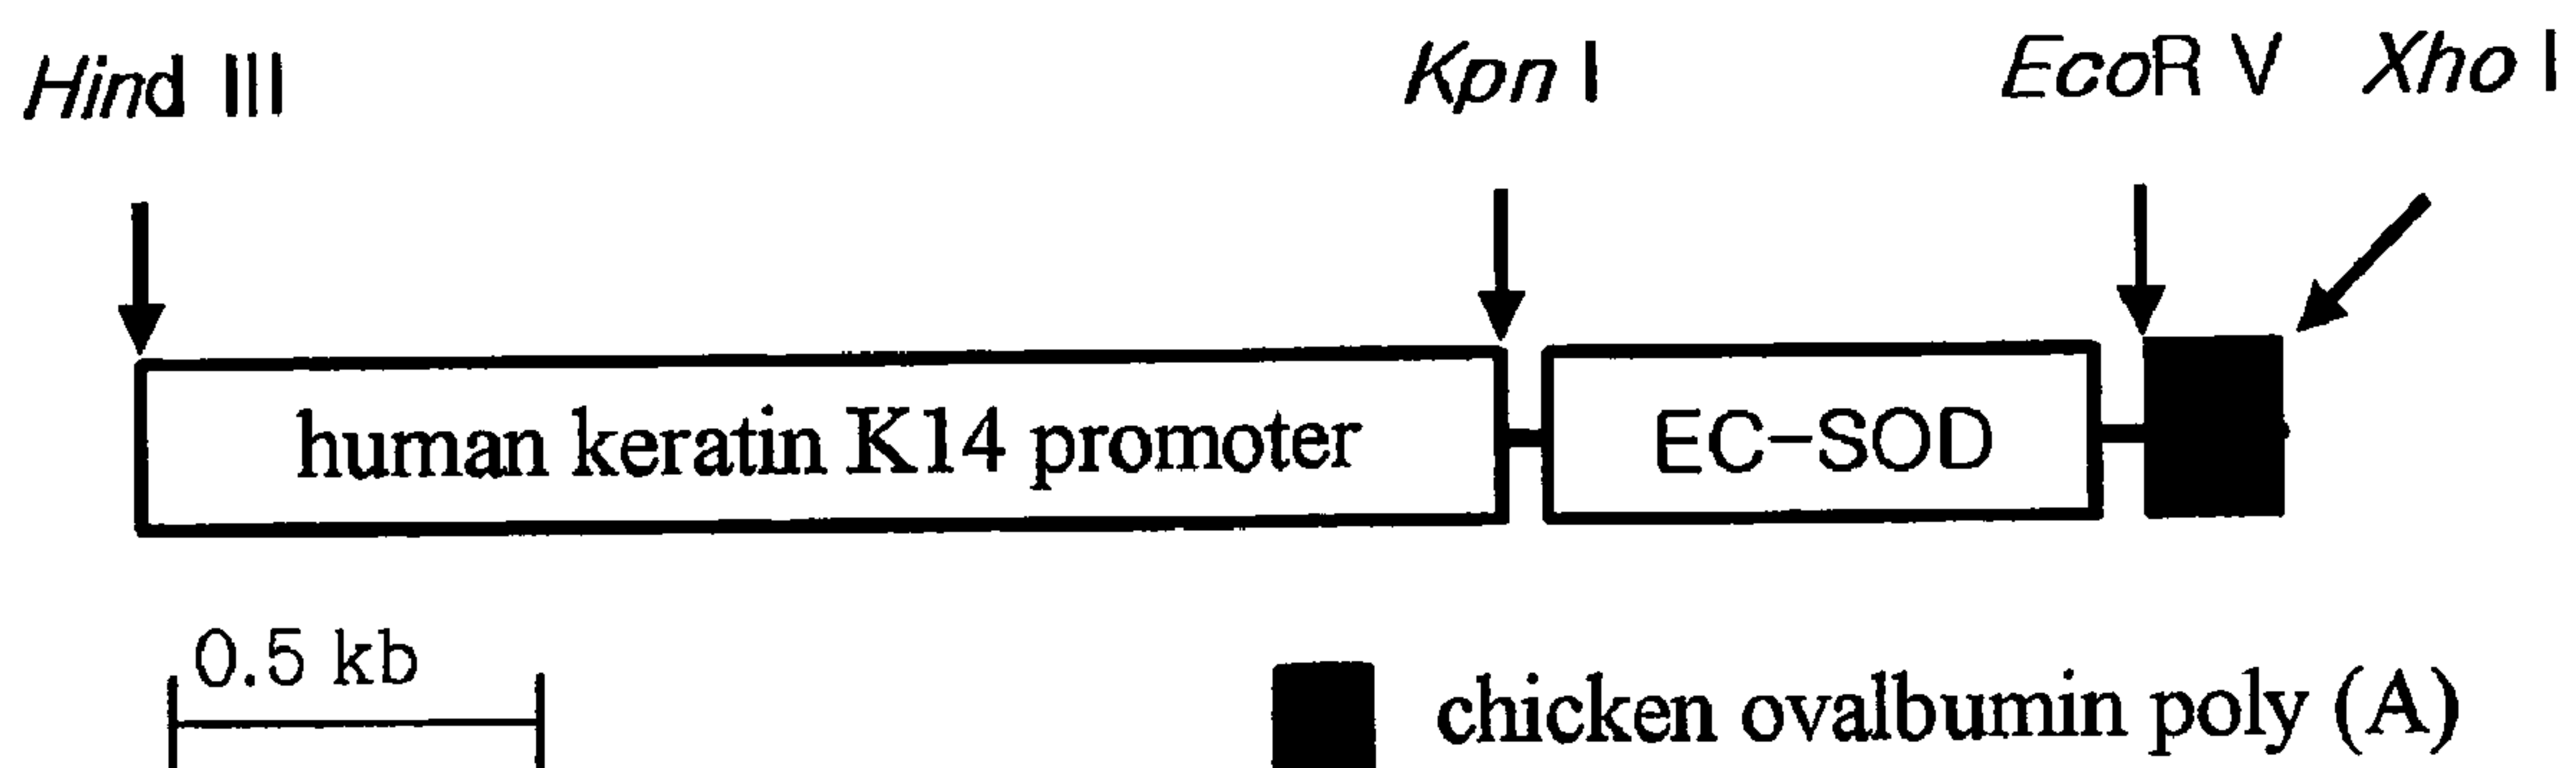 Hind III Kpn I EcoR V Xho I
human keratin K14 promoter EC-SOD
0.5 kb
chicken ovalbumin poly (A)